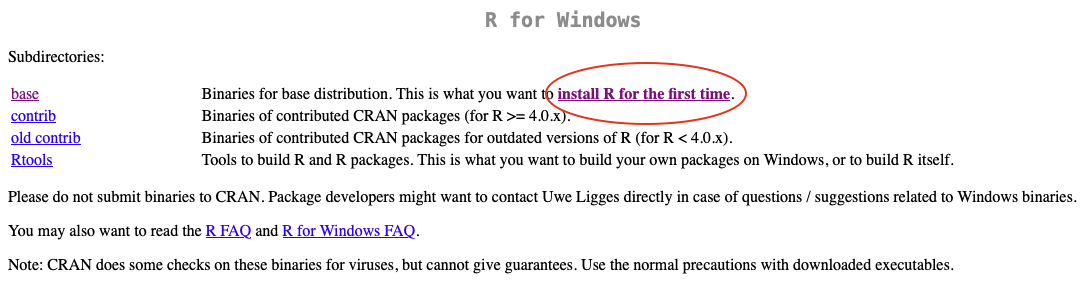 R for Windows
Subdirectories:
base Binaries for base distribution. This is what you want to install R for the first time.
contrib Binaries of contributed CRAN packages (for R >= 4.0.x).
old contrib Binaries of contributed CRAN packages for outdated versions of R (for R < 4.0.x).
Rtools Tools to build R and R packages. This is what you want to build your own packages on Windows, or to build R itself.
Please do not submit binaries to CRAN. Package developers might want to contact Uwe Ligges directly in case of questions / suggestions related to Windows binaries.
You may also want to read the R FAQ and R for Windows FAQ.
Note: CRAN does some checks on these binaries for viruses, but cannot give guarantees. Use the normal precautions with downloaded executables.